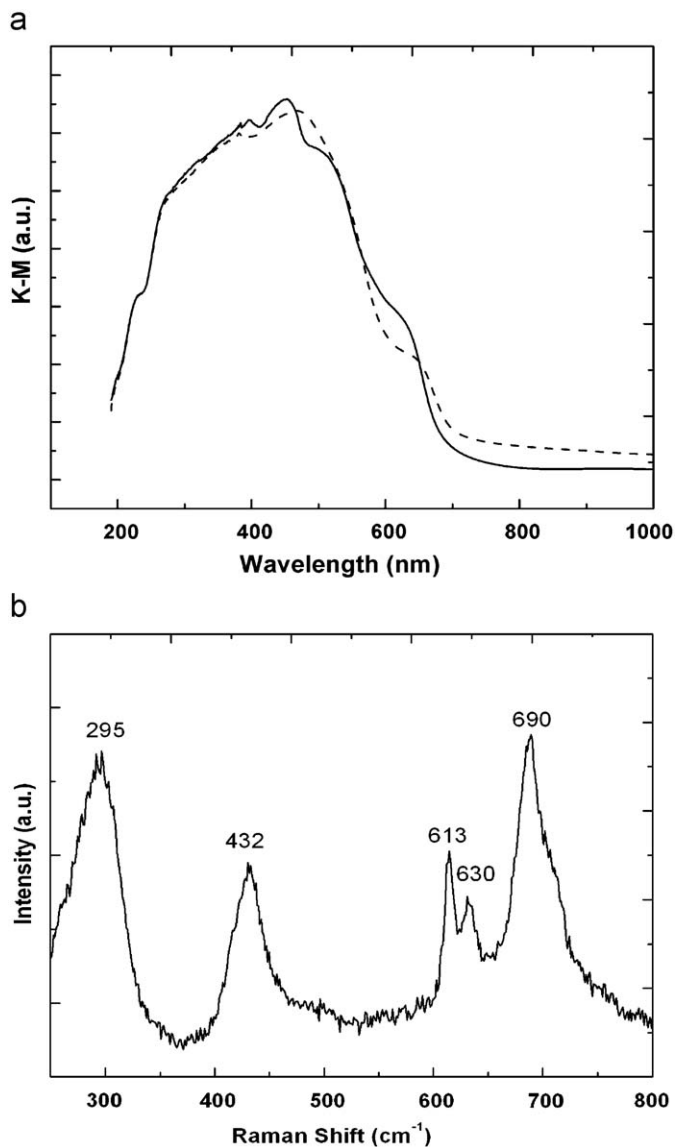 a
K-M (a.u.)
200 400 600 800 1000
Wavelength (nm)
b
690
295
613
432
630
Intensity (a.u.)
300 400 500 600 700 800
Raman Shift (cm⁻¹)